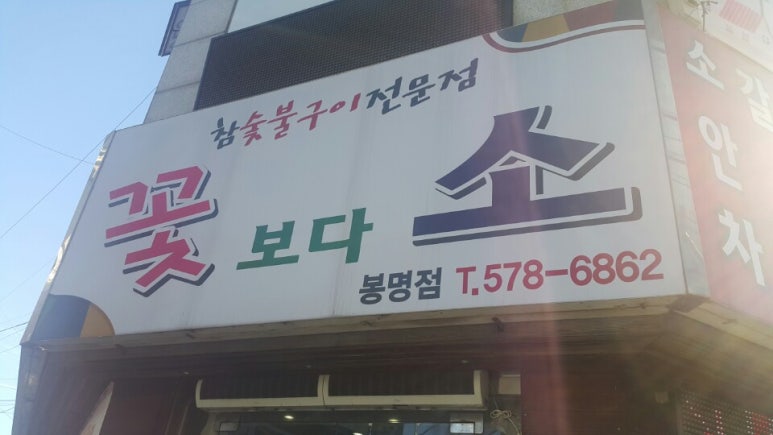 참숯불구이전문점
꽃 보다 소
봉명점 T.578-6862
소갈
안
차